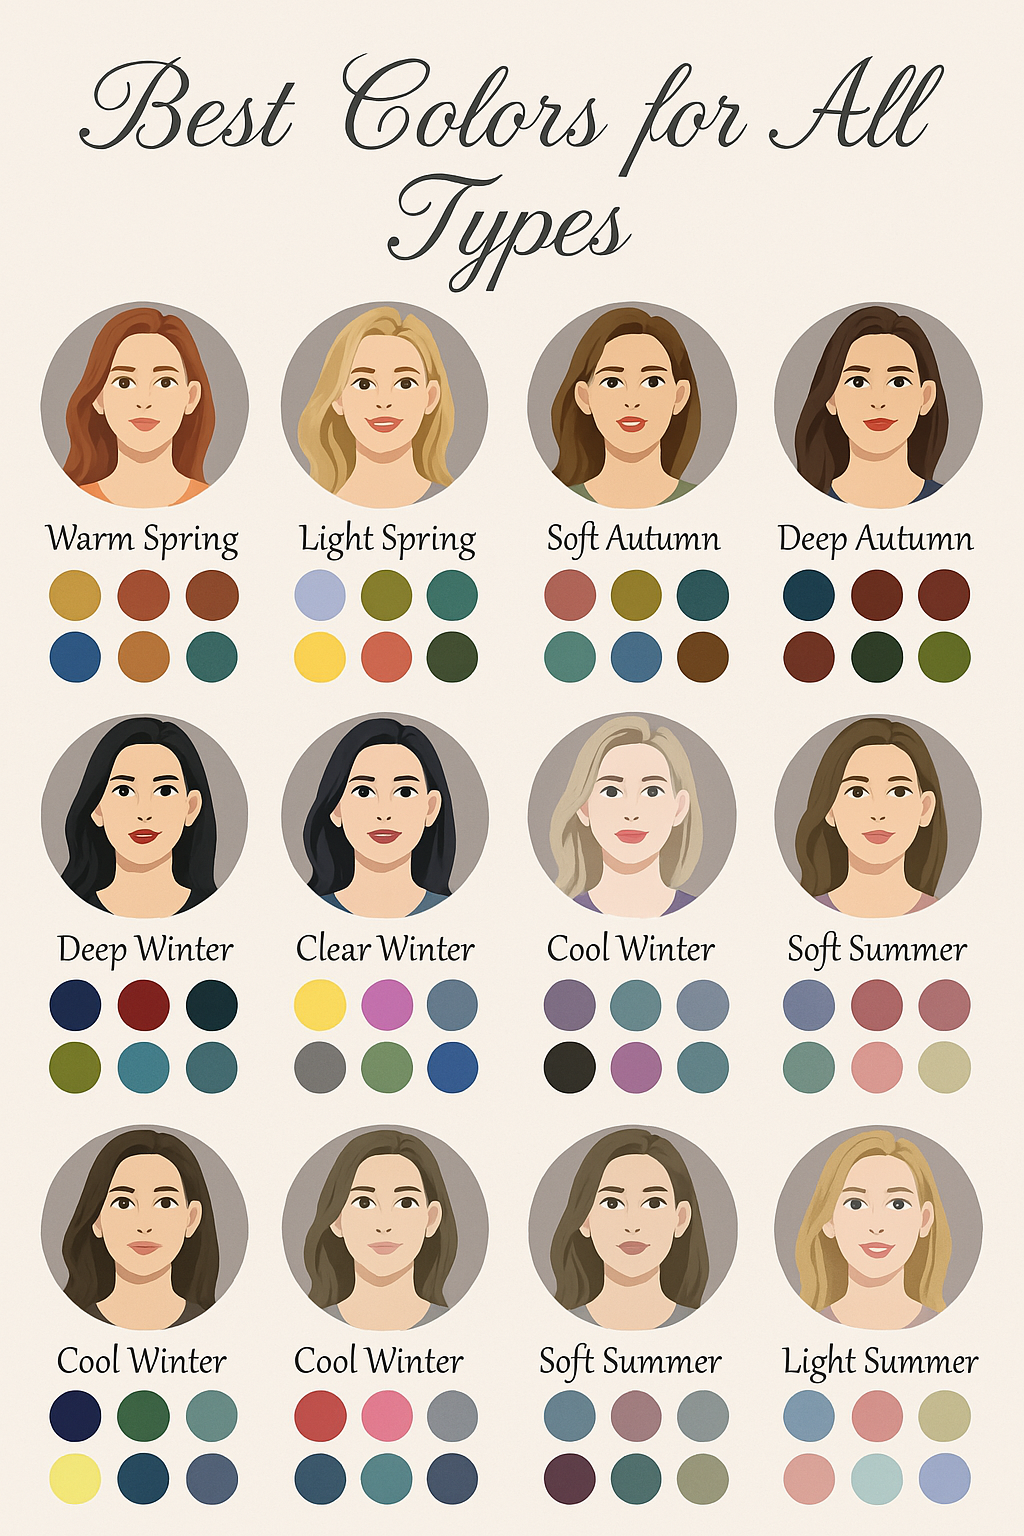 Best Colors for All
Types
Warm Spring
Light Spring
Soft Autumn
Deep Autumn
Deep Winter
Clear Winter
Cool Winter
Soft Summer
Cool Winter
Cool Winter
Soft Summer
Light Summer